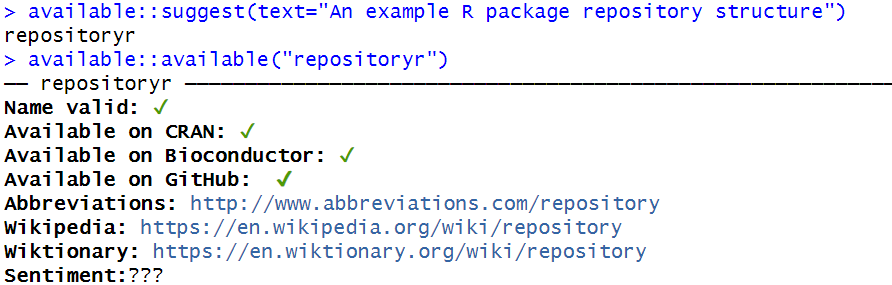 > available::suggest(text="An example R package repository structure")
repositoryr
> available::available("repositoryr")
── repositoryr ────────────────────────────────────────────────────────────
Name valid: ✔
Available on CRAN: ✔
Available on Bioconductor: ✔
Available on GitHub:  ✔
Abbreviations: http://www.abbreviations.com/repository
Wikipedia: https://en.wikipedia.org/wiki/repository
Wiktionary: https://en.wiktionary.org/wiki/repository
Sentiment:???